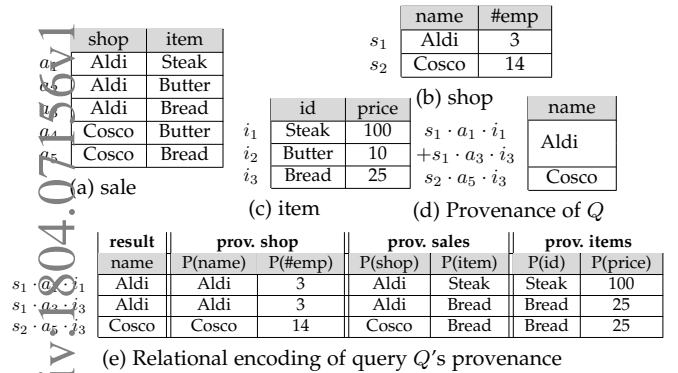 name #emp
s1 Aldi 3
s2 Cosco 14
(b) shop
shop item
Aldi Steak
Aldi Butter
Aldi Bread
Cosco Butter
Cosco Bread
(a) sale
id price
i1 Steak 100
i2 Butter 10
i3 Bread 25
(c) item
name
s1 · a1 · i1
+s1 · a3 · i3
Aldi
s2 · a5 · i3 Cosco
(d) Provenance of Q
result prov. shop prov. sales prov. items
name P(name) P(#emp) P(shop) P(item) P(id) P(price)
Aldi Aldi 3 Aldi Steak Steak 100
Aldi Aldi 3 Aldi Bread Bread 25
Cosco Cosco 14 Cosco Bread Bread 25
(e) Relational encoding of query Q's provenance
iv:1804.07156v1